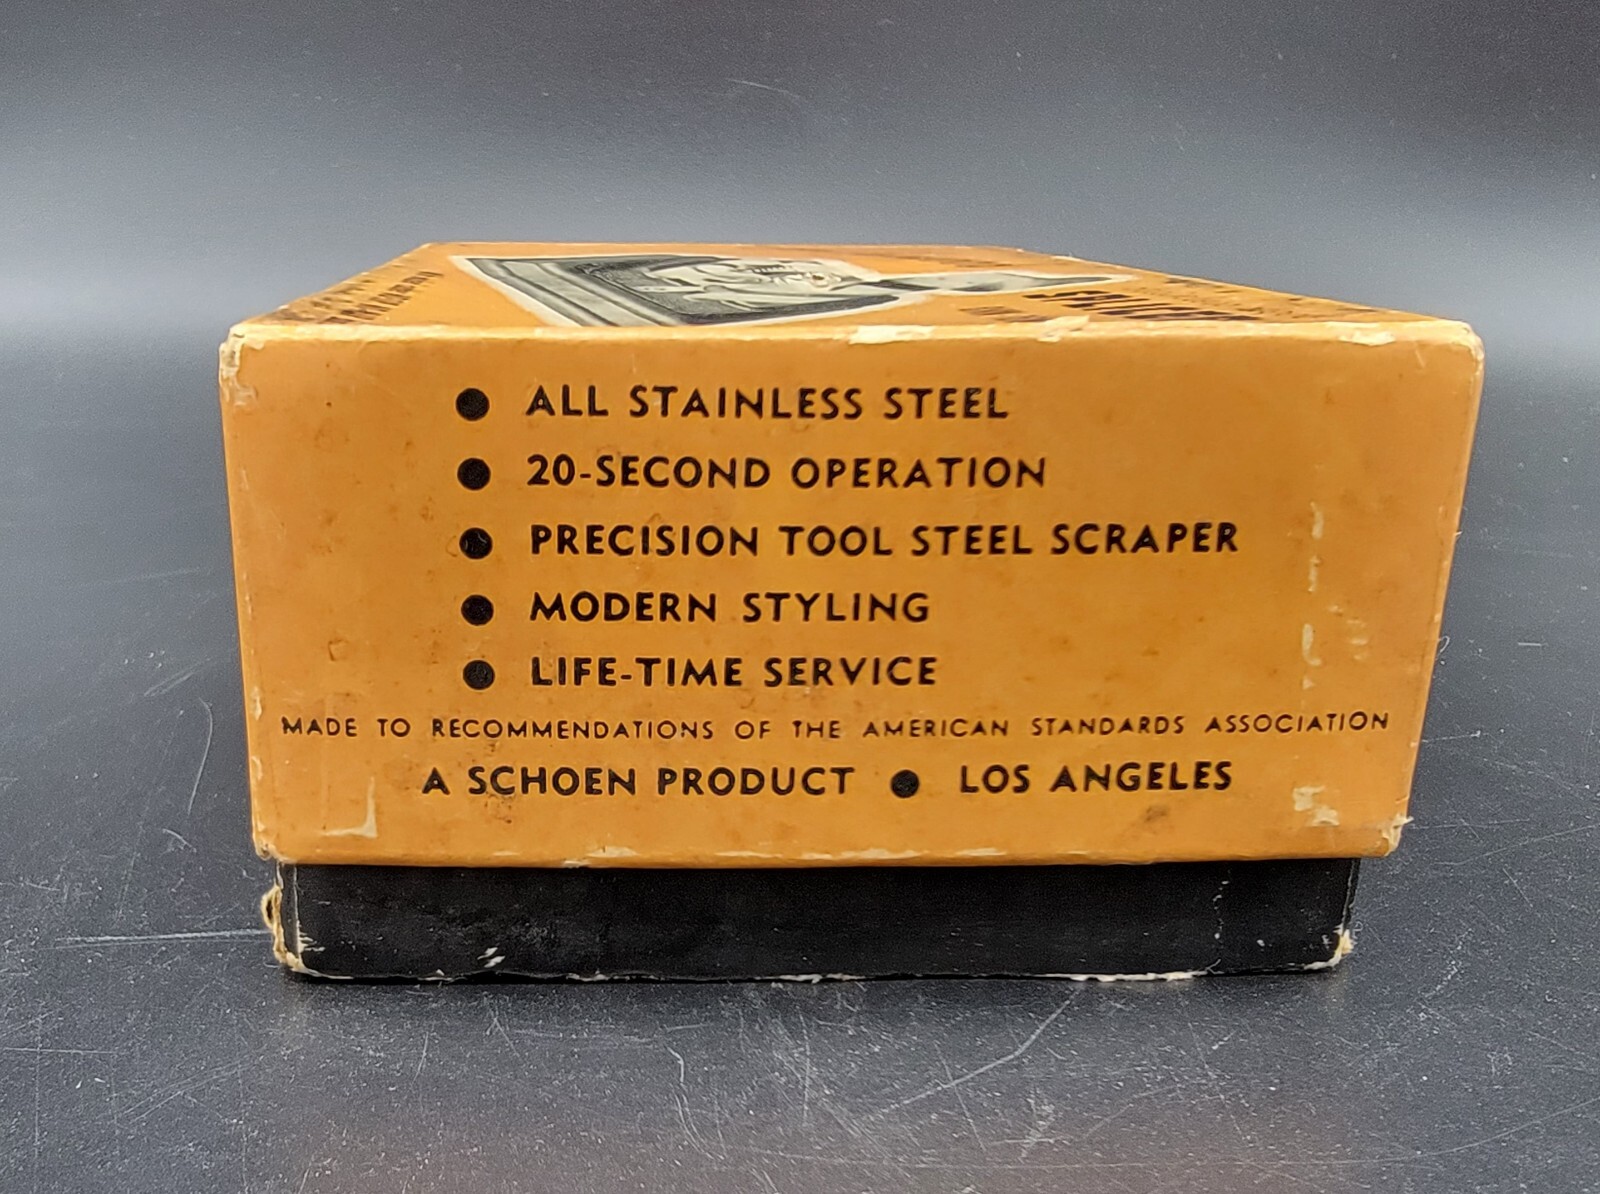 ● ALL STAINLESS STEEL
● 20-SECOND OPERATION
● PRECISION TOOL STEEL SCRAPER
● MODERN STYLING
● LIFE-TIME SERVICE
MADE TO RECOMMENDATIONS OF THE AMERICAN STANDARDS ASSOCIATION
A SCHOEN PRODUCT ● LOS ANGELES